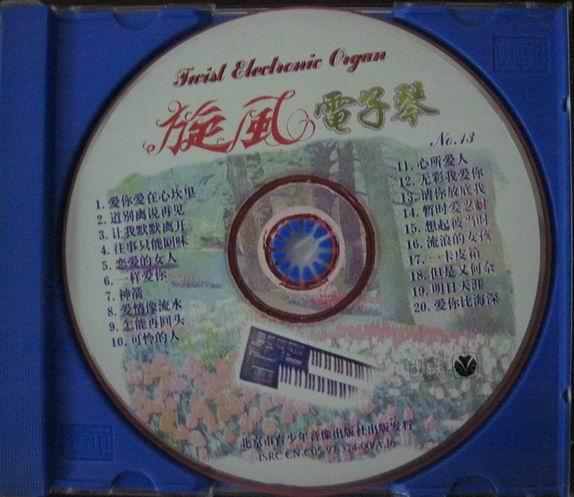 Twist Electronic Organ
旋風電子琴
No.13
1. 爱你爱在心坎里
2. 道别离说再见
3. 让我默默离开
4. 往事只能回味
5. 恋爱的女人
6. 一样爱你
7. 神箭
8. 爱情像流水
9. 怎能再回头
10. 可怜的人
11. 心所爱人
12. 无彩我爱你
13. 请你放底我
14. 暂时爱忍耐
15. 想起彼当时
16. 流浪的女孩
17. 一卡皮箱
18. 但是又何奈
19. 明日天涯
20. 爱你比海深
北京市青少年音像出版社出版发行
ISRC CN-C05-97-374-00/A·J6